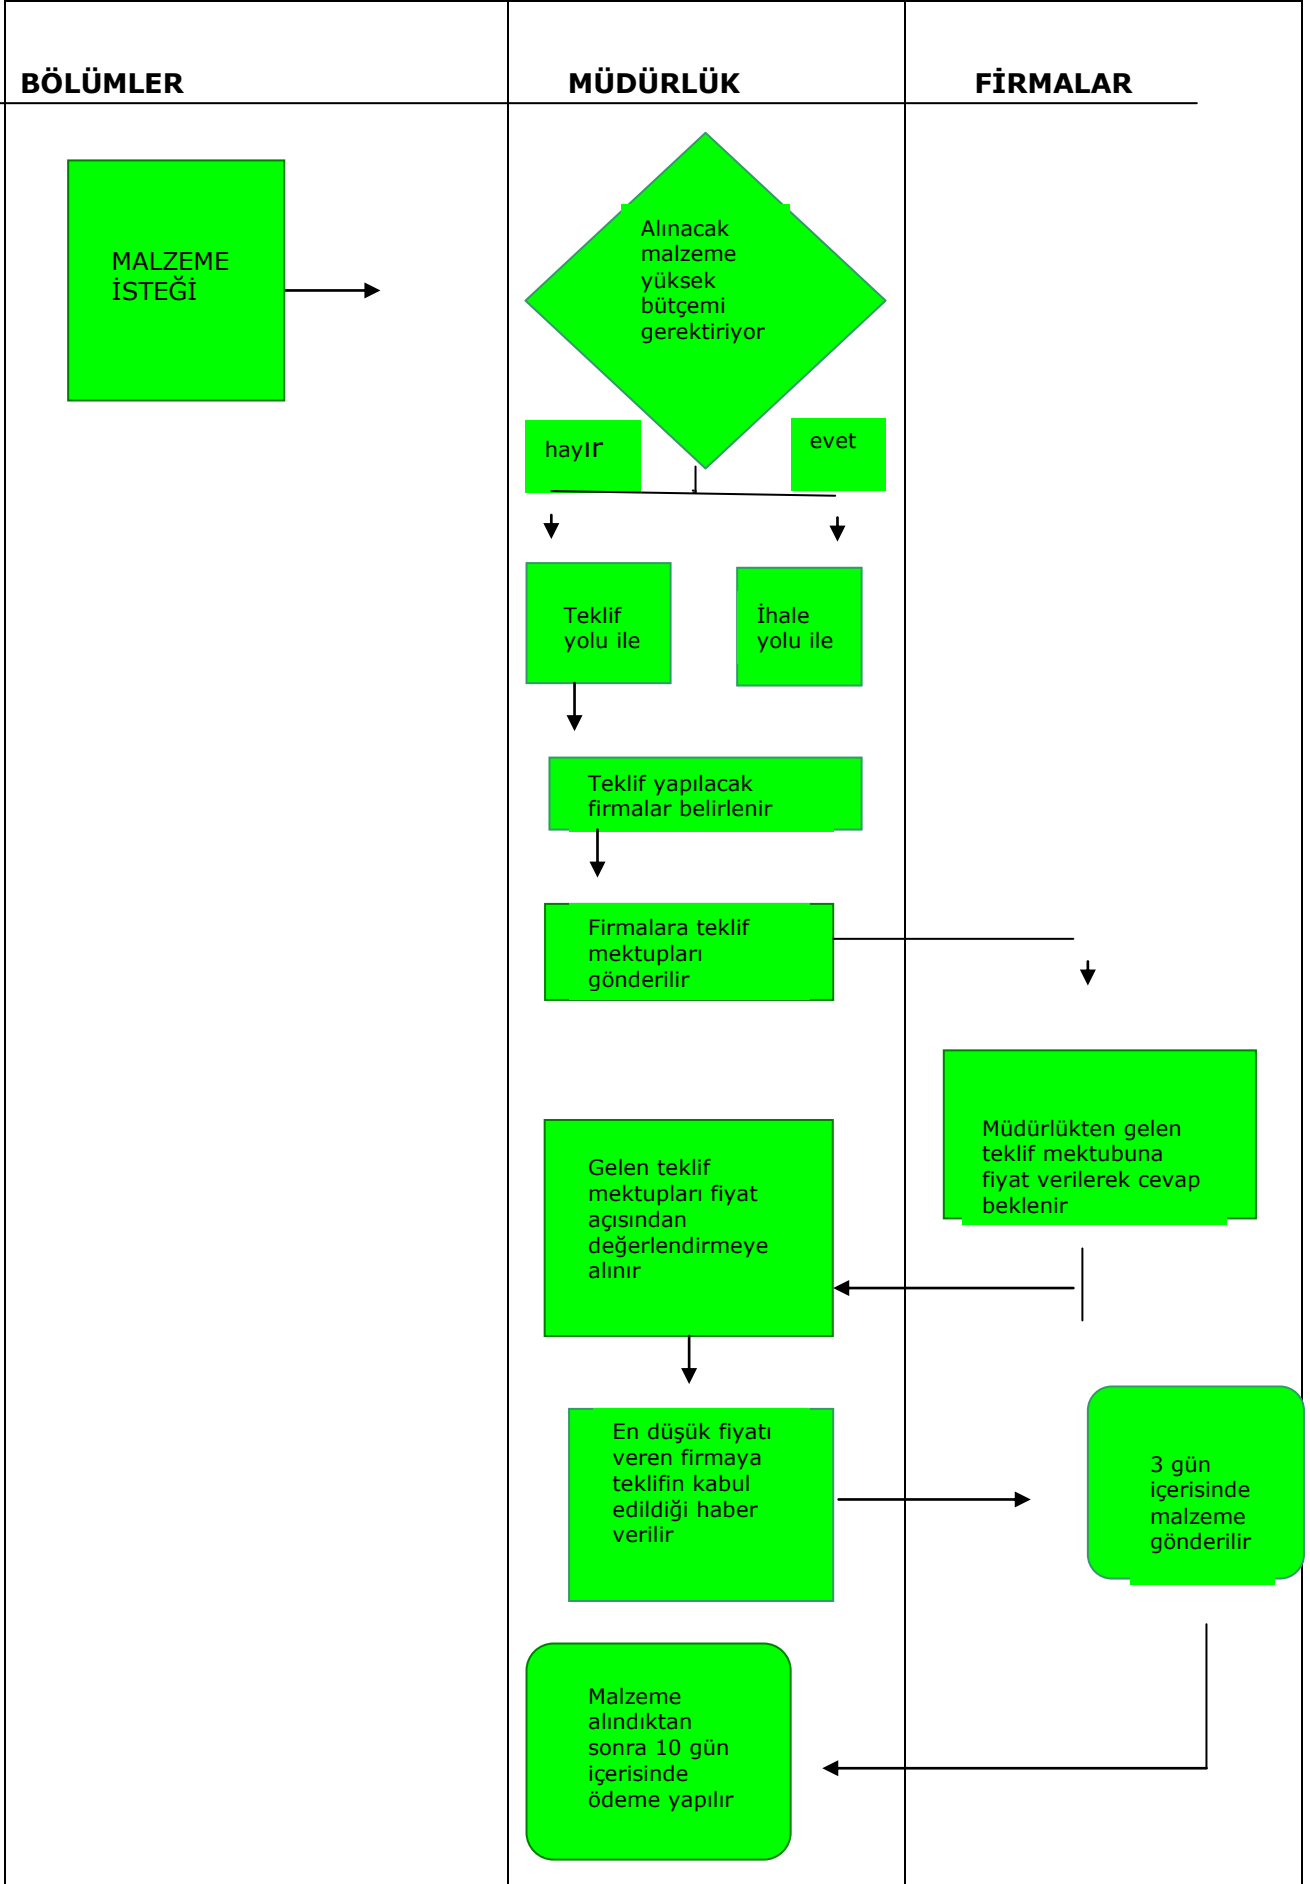 BÖLÜMLER
MÜDÜRLÜK
FİRMALAR
MALZEME
İSTEĞİ
Alınacak
malzeme
yüksek
bütçemi
gerektiriyor
hayır
evet
Teklif
yolu ile
İhale
yolu ile
Teklif yapılacak
firmalar belirlenir
Firmalara teklif
mektupları
gönderilir
Müdürlükten gelen
teklif mektubuna
fiyat verilerek cevap
beklenir
Gelen teklif
mektupları fiyat
açısından
değerlendirmeye
alınır
En düşük fiyatı
veren firmaya
teklifin kabul
edildiği haber
verilir
3 gün
içerisinde
malzeme
gönderilir
Malzeme
alındıktan
sonra 10 gün
içerisinde
ödeme yapılır